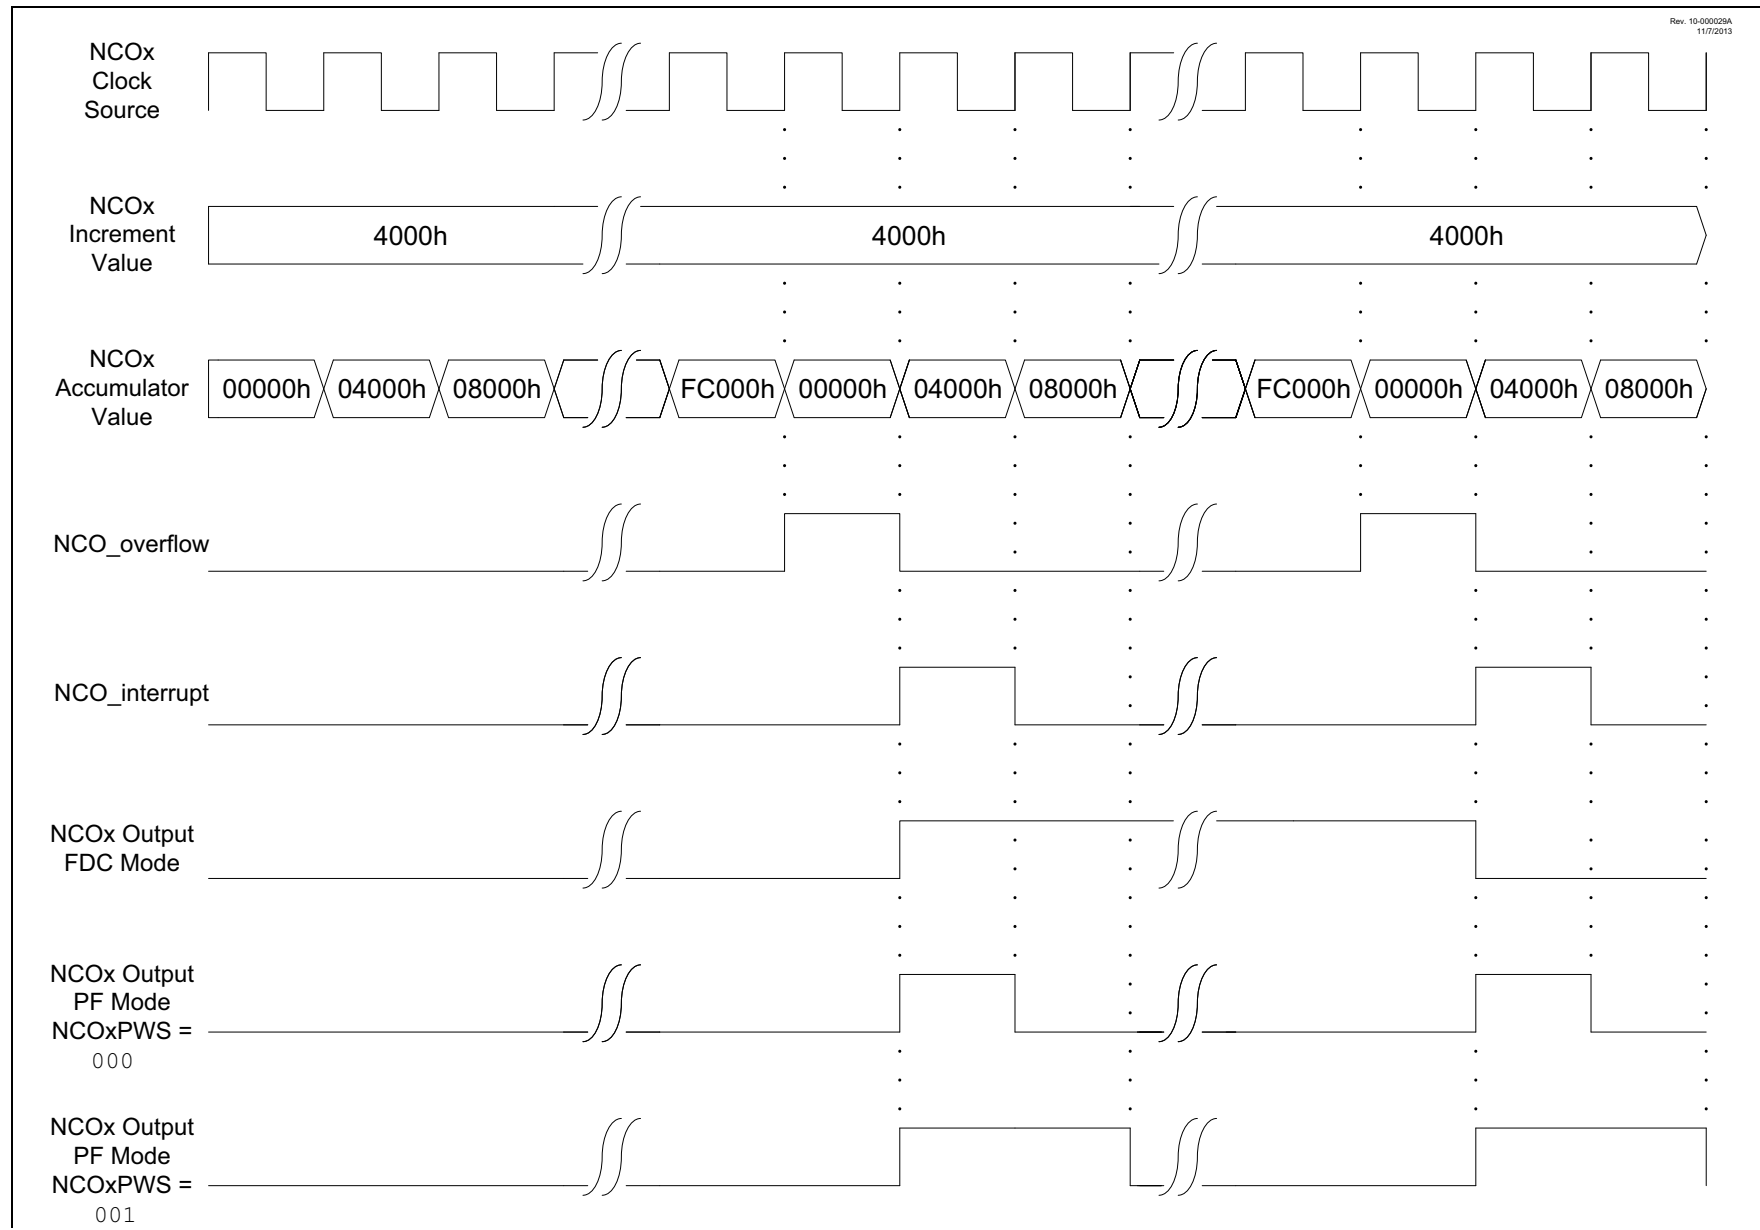 Rev. 10-000029A
11/7/2013
NCOx
Clock
Source
NCOx
Increment
Value
4000h
4000h
4000h
NCOx
Accumulator
Value
00000h
04000h
08000h
FC000h
00000h
04000h
08000h
FC000h
00000h
04000h
08000h
NCO_overflow
NCO_interrupt
NCOx Output
FDC Mode
NCOx Output
PF Mode
NCOxPWS =
000
NCOx Output
PF Mode
NCOxPWS =
001